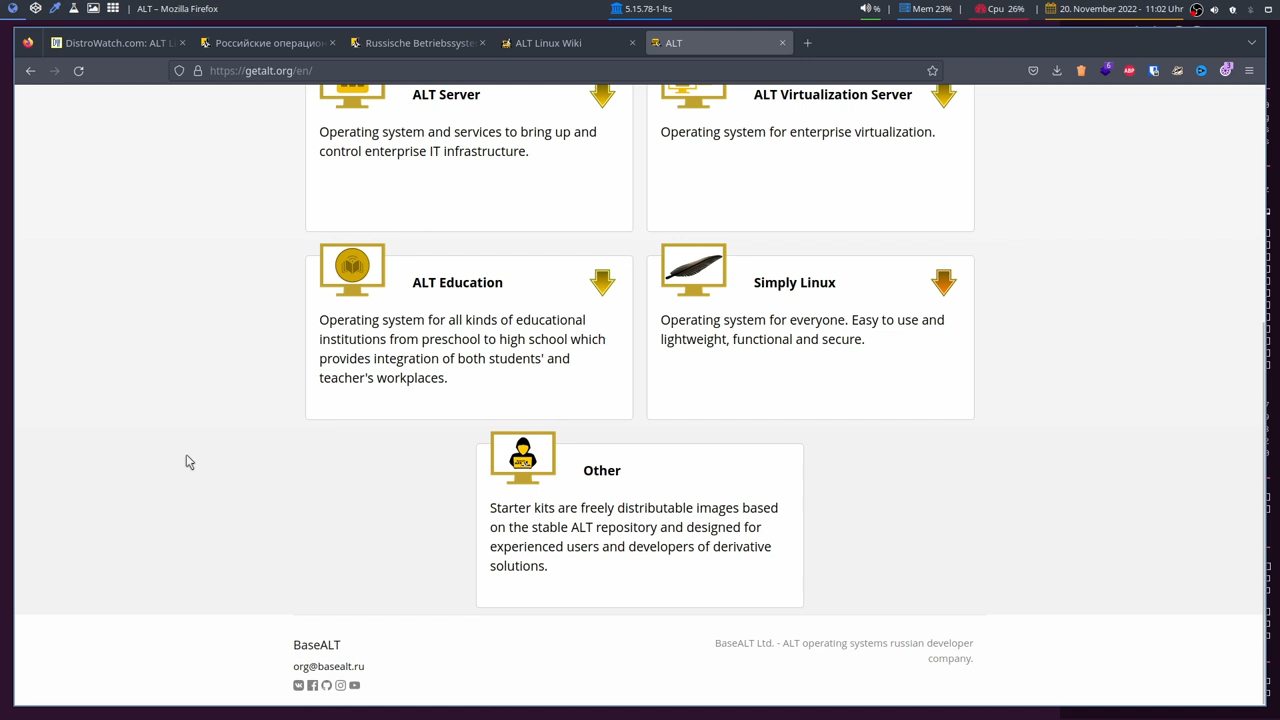 ALT – Mozilla Firefox
5.15.78-1-lts
%
Mem 23%
Cpu 26%
20. November 2022 - 11:02 Uhr
DistroWatch.com: ALT L
Российские операцион
Russische Betriebssyste
ALT Linux Wiki
ALT
https://getalt.org/en/
6
ABP
3
ALT Server
Operating system and services to bring up and
control enterprise IT infrastructure.
ALT Virtualization Server
Operating system for enterprise virtualization.
ALT Education
Operating system for all kinds of educational
institutions from preschool to high school which
provides integration of both students' and
teacher's workplaces.
Simply Linux
Operating system for everyone. Easy to use and
lightweight, functional and secure.
Other
Starter kits are freely distributable images based
on the stable ALT repository and designed for
experienced users and developers of derivative
solutions.
BaseALT
org@basealt.ru
BaseALT Ltd. - ALT operating systems russian developer
company.